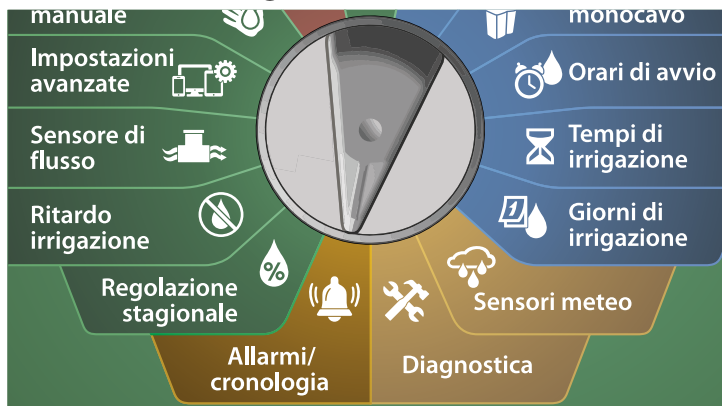 manuale
monocavo
Impostazioni
avanzate
Orari di avvio
Sensore di
flusso
Tempi di
irrigazione
Ritardo
irrigazione
1
Giorni di
irrigazione
%
Regolazione
stagionale
Sensori meteo
Allarmi/
cronologia
Diagnostica